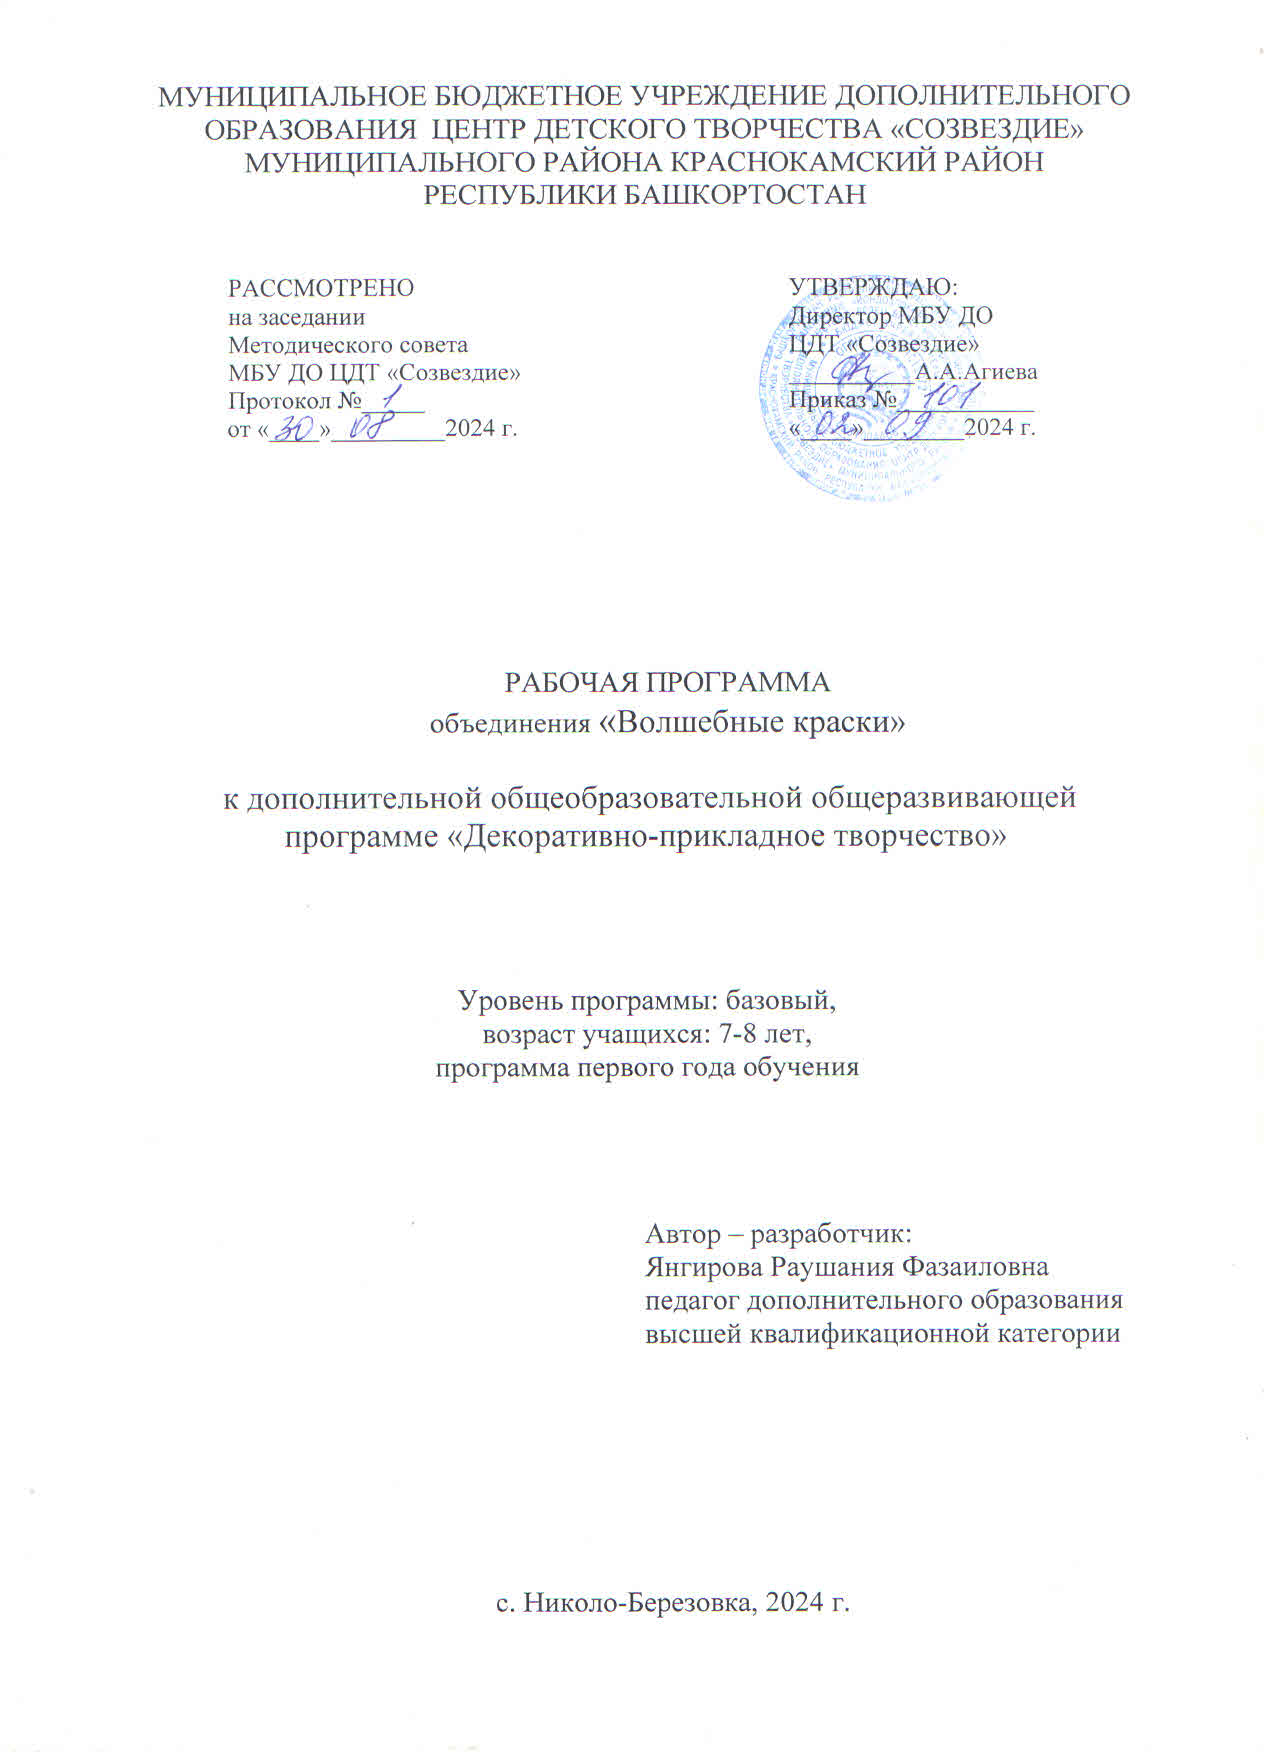 МУНИЦИПАЛЬНОЕ БЮДЖЕТНОЕ УЧРЕЖДЕНИЕ ДОПОЛНИТЕЛЬНОГО
ОБРАЗОВАНИЯ ЦЕНТР ДЕТСКОГО ТВОРЧЕСТВА «СОЗВЕЗДИЕ»
МУНИЦИПАЛЬНОГО РАЙОНА КРАСНОКАМСКИЙ РАЙОН
РЕСПУБЛИКИ БАШКОРТОСТАН
РАССМОТРЕНО
на заседании
Методического совета
МБУ ДО ЦДТ «Созвездие»
Протокол № 1
от «30» 08 2024 г.
УТВЕРЖДАЮ:
Директор МБУ ДО
ЦДТ «Созвездие»
А.А.Агиева
Приказ № 101
«02» 09 2024 г.
РАБОЧАЯ ПРОГРАММА
объединения «Волшебные краски»
к дополнительной общеобразовательной общеразвивающей
программе «Декоративно-прикладное творчество»
Уровень программы: базовый,
возраст учащихся: 7-8 лет,
программа первого года обучения
Автор – разработчик:
Янгирова Раушания Фазаиловна
педагог дополнительного образования
высшей квалификационной категории
с. Николо-Березовка, 2024 г.